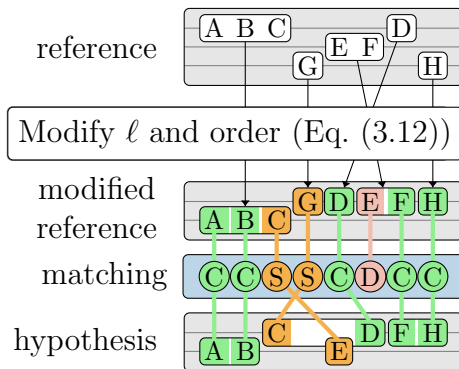 A B C D
reference E F
G H
Modify ℓ and order (Eq. (3.12))
modified G D E F H
reference A B C
matching C C S S C D C C
hypothesis C D F H
A B E